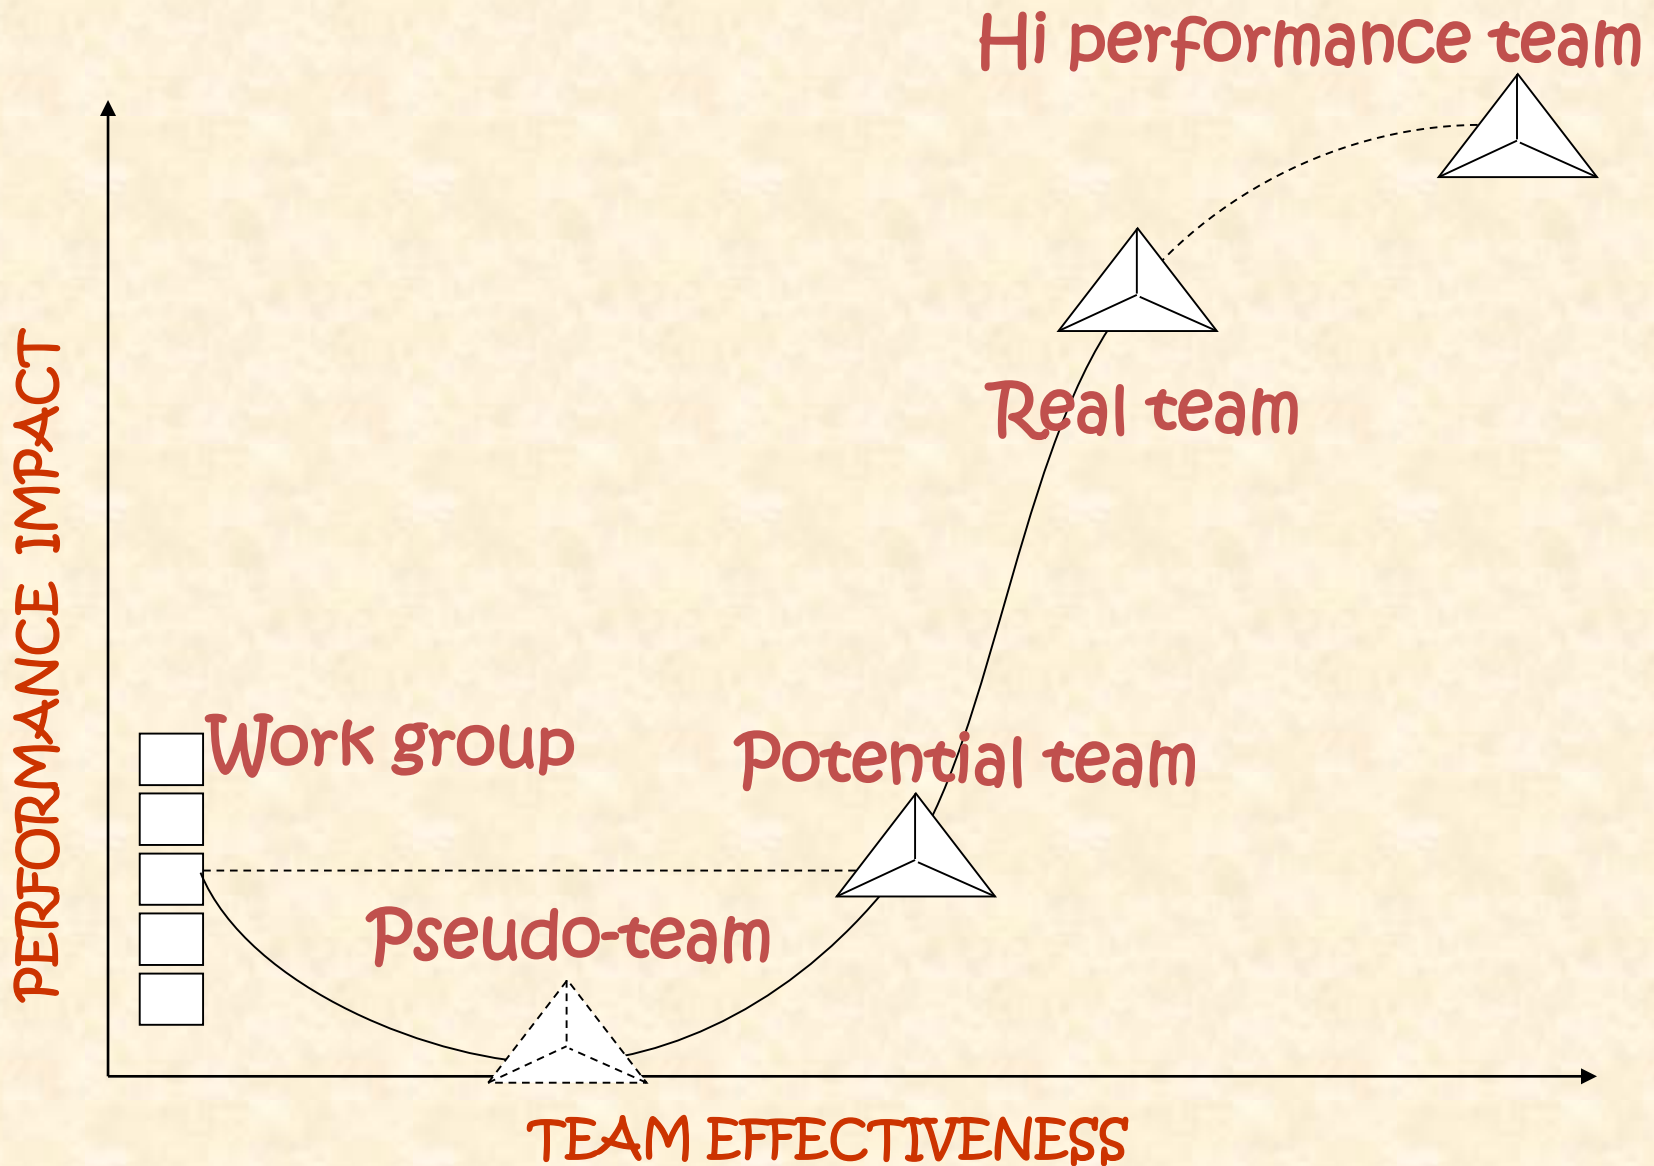 Hi performance team
Real team
Work group
Potential team
Pseudo-team
PERFORMANCE IMPACT
TEAM EFFECTIVENESS